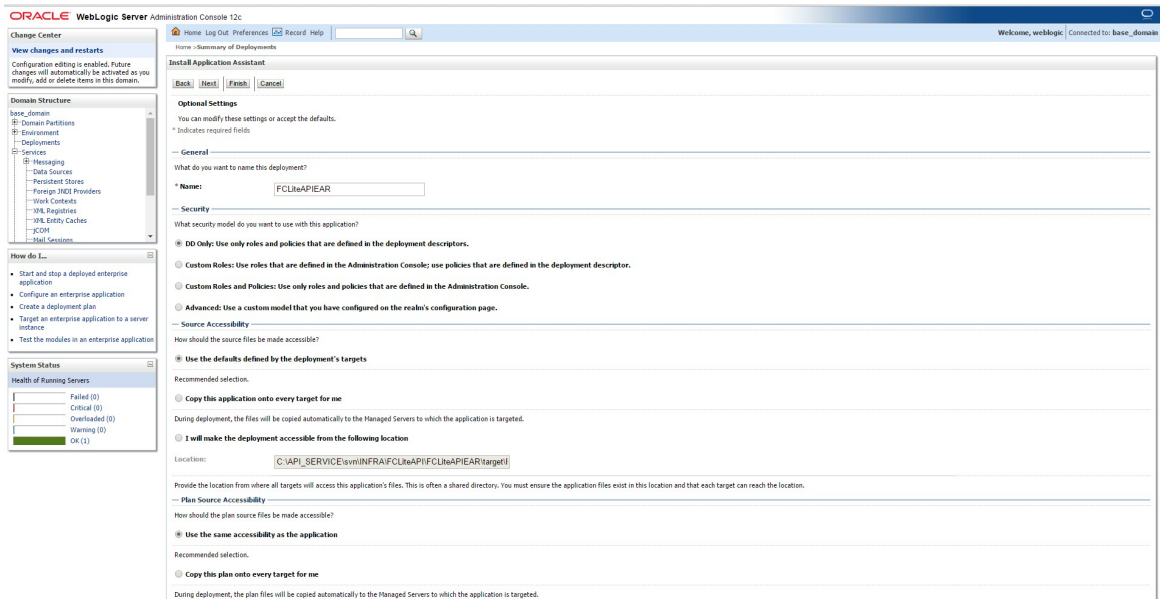 ORACLE WebLogic Server Administration Console 12c
Change Center
View changes and restarts
Configuration editing is enabled. Future
changes will automatically be activated as you
modify, add or delete items in this domain.
Domain Structure
base_domain
Domain Partitions
Environment
Deployments
Services
Messaging
Data Sources
Persistent Stores
Foreign JNDI Providers
Work Contexts
XML Registries
XML Entity Caches
jCOM
Mail Sessions
How do I...
Start and stop a deployed enterprise
application
Configure an enterprise application
Create a deployment plan
Target an enterprise application to a server
instance
Test the modules in an enterprise application
System Status
Health of Running Servers
Failed (0)
Critical (0)
Overloaded (0)
Warning (0)
OK (1)
Home Log Out Preferences Record Help
Welcome, weblogic Connected to: base_domain
Home >Summary of Deployments
Install Application Assistant
Back Next Finish Cancel
Optional Settings
You can modify these settings or accept the defaults.
* Indicates required fields
General
What do you want to name this deployment?
* Name: FCLiteAPIEAR
Security
What security model do you want to use with this application?
DD Only: Use only roles and policies that are defined in the deployment descriptors.
Custom Roles: Use roles that are defined in the Administration Console; use policies that are defined in the deployment descriptor.
Custom Roles and Policies: Use only roles and policies that are defined in the Administration Console.
Advanced: Use a custom model that you have configured on the realm's configuration page.
Source Accessibility
How should the source files be made accessible?
Use the defaults defined by the deployment's targets
Recommended selection.
Copy this application onto every target for me
During deployment, the files will be copied automatically to the Managed Servers to which the application is targeted.
I will make the deployment accessible from the following location
Location: C:\API_SERVICE\svn\INFRA\FCLiteAPI\FCLiteAPIEAR\target\
Provide the location from where all targets will access this application's files. This is often a shared directory. You must ensure the application files exist in this location and that each target can reach the location.
Plan Source Accessibility
How should the plan source files be made accessible?
Use the same accessibility as the application
Recommended selection.
Copy this plan onto every target for me
During deployment, the plan files will be copied automatically to the Managed Servers to which the application is targeted.